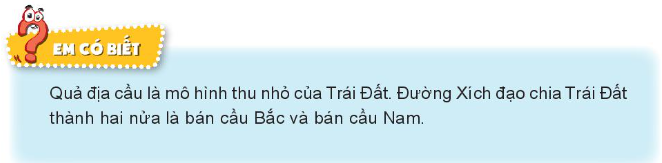 EM CÓ BIẾT
Quả địa cầu là mô hình thu nhỏ của Trái Đất. Đường Xích đạo chia Trái Đất
thành hai nửa là bán cầu Bắc và bán cầu Nam.